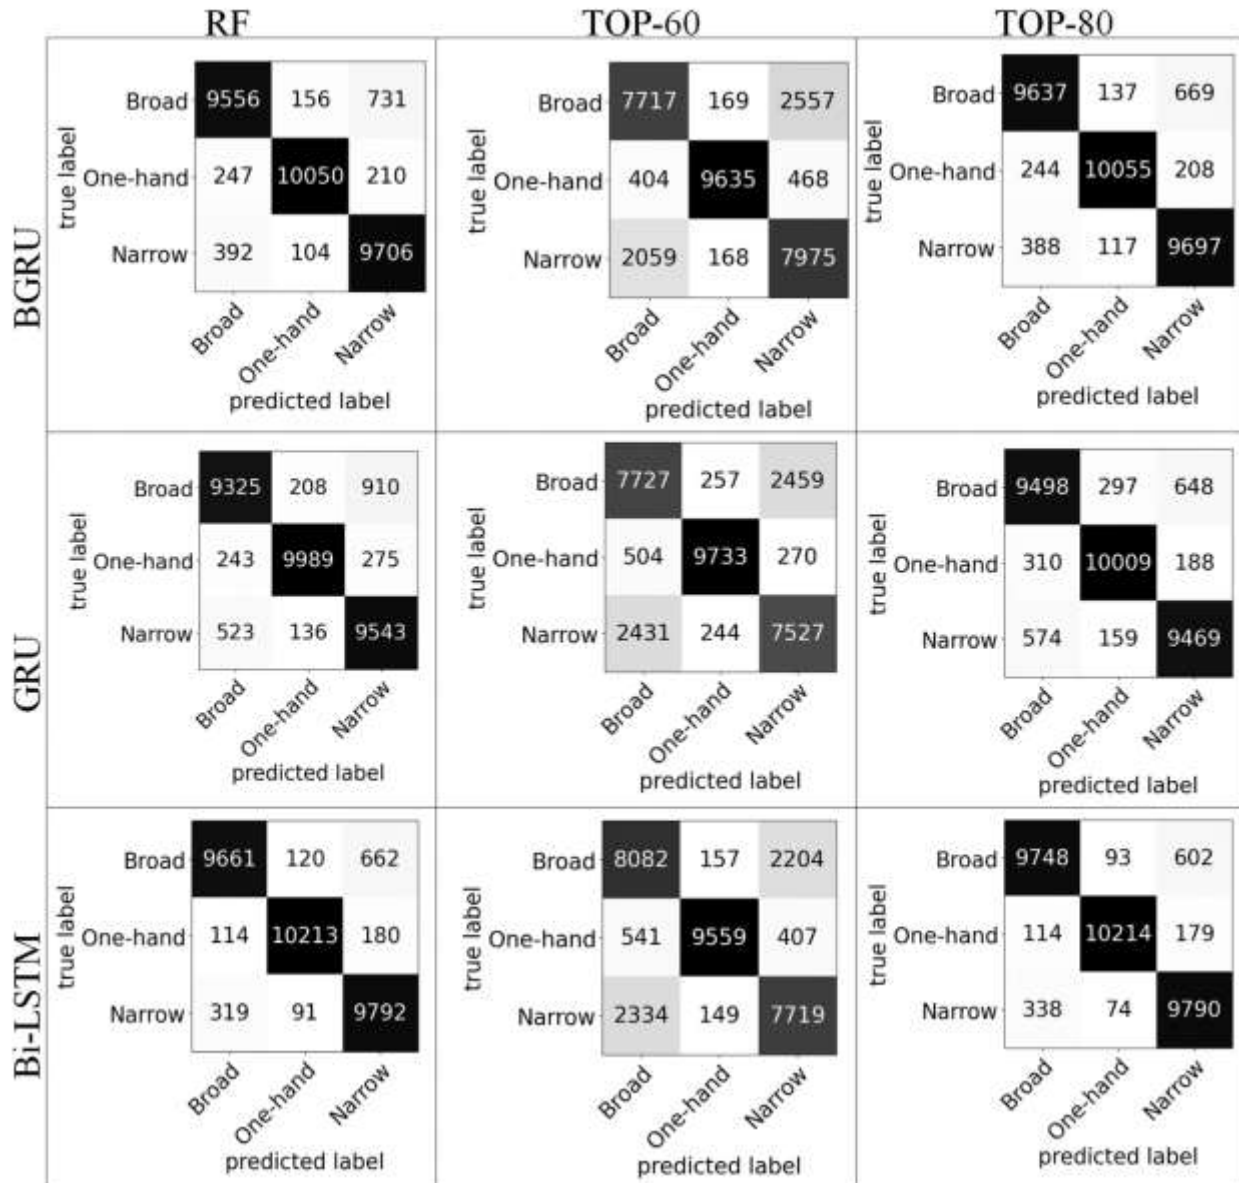 RF TOP-60 TOP-80
BGRU
true label
Broad 9556 156 731
One-hand 247 10050 210
Narrow 392 104 9706
Broad One-hand Narrow
predicted label
true label
Broad 7717 169 2557
One-hand 404 9635 468
Narrow 2059 168 7975
Broad One-hand Narrow
predicted label
true label
Broad 9637 137 669
One-hand 244 10055 208
Narrow 388 117 9697
Broad One-hand Narrow
predicted label
GRU
true label
Broad 9325 208 910
One-hand 243 9989 275
Narrow 523 136 9543
Broad One-hand Narrow
predicted label
true label
Broad 7727 257 2459
One-hand 504 9733 270
Narrow 2431 244 7527
Broad One-hand Narrow
predicted label
true label
Broad 9498 297 648
One-hand 310 10009 188
Narrow 574 159 9469
Broad One-hand Narrow
predicted label
Bi-LSTM
true label
Broad 9661 120 662
One-hand 114 10213 180
Narrow 319 91 9792
Broad One-hand Narrow
predicted label
true label
Broad 8082 157 2204
One-hand 541 9559 407
Narrow 2334 149 7719
Broad One-hand Narrow
predicted label
true label
Broad 9748 93 602
One-hand 114 10214 179
Narrow 338 74 9790
Broad One-hand Narrow
predicted label